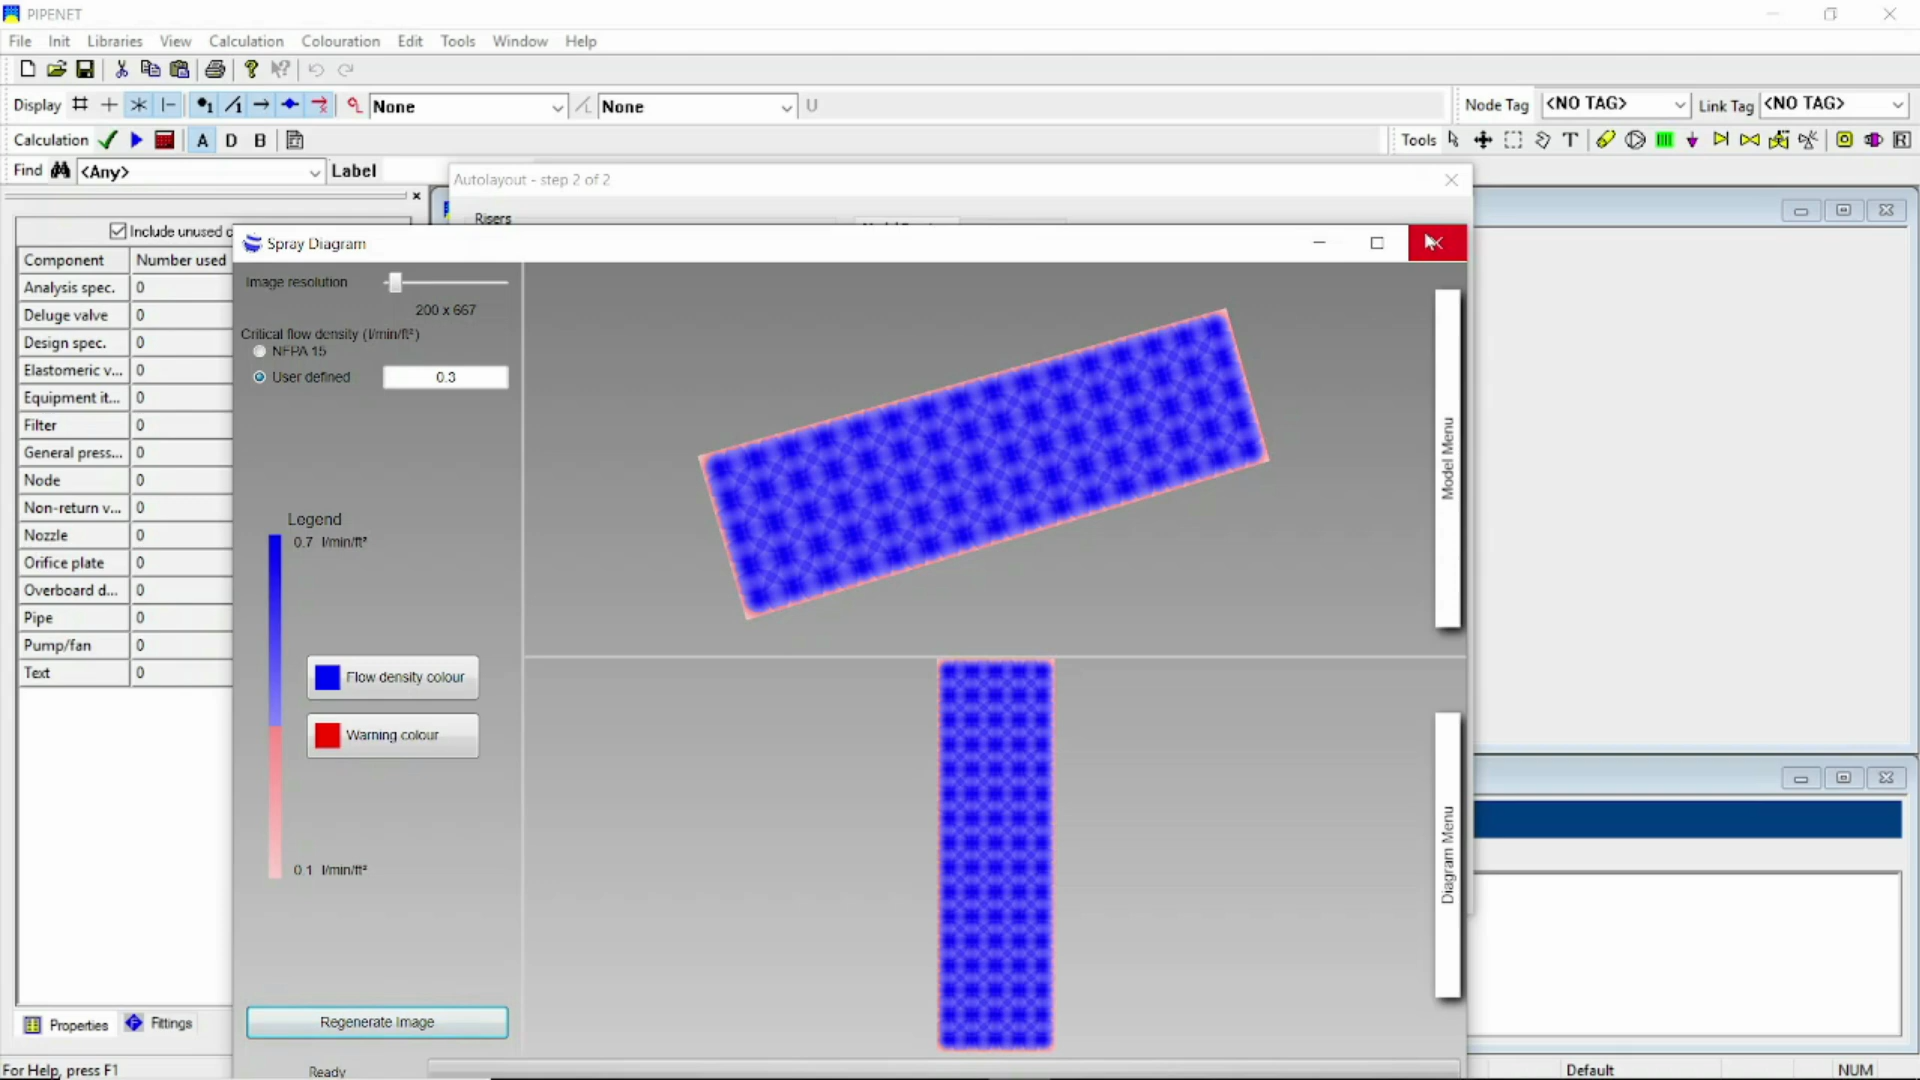 PIPENET
File Init Libraries View Calculation Colouration Edit Tools Window Help
Display None None U Node Tag <NO TAG> Link Tag <NO TAG>
Calculation A D B Tools T R
Find <Any> Label
Autolayout - step 2 of 2
Risers
Include unused c
Spray Diagram
Component Number used
Analysis spec. 0
Deluge valve 0
Design spec. 0
Elastomeric v... 0
Equipment it... 0
Filter 0
General press... 0
Node 0
Non-return v... 0
Nozzle 0
Orifice plate 0
Overboard d... 0
Pipe 0
Pump/fan 0
Text 0
Image resolution
200 x 667
Critical flow density (l/min/ft²)
NFPA 15
User defined 0.3
Legend
0.7 l/min/ft²
Flow density colour
Warning colour
0.1 l/min/ft²
Regenerate Image
Ready
Model Menu
Diagram Menu
Properties Fittings
For Help, press F1 Default NUM